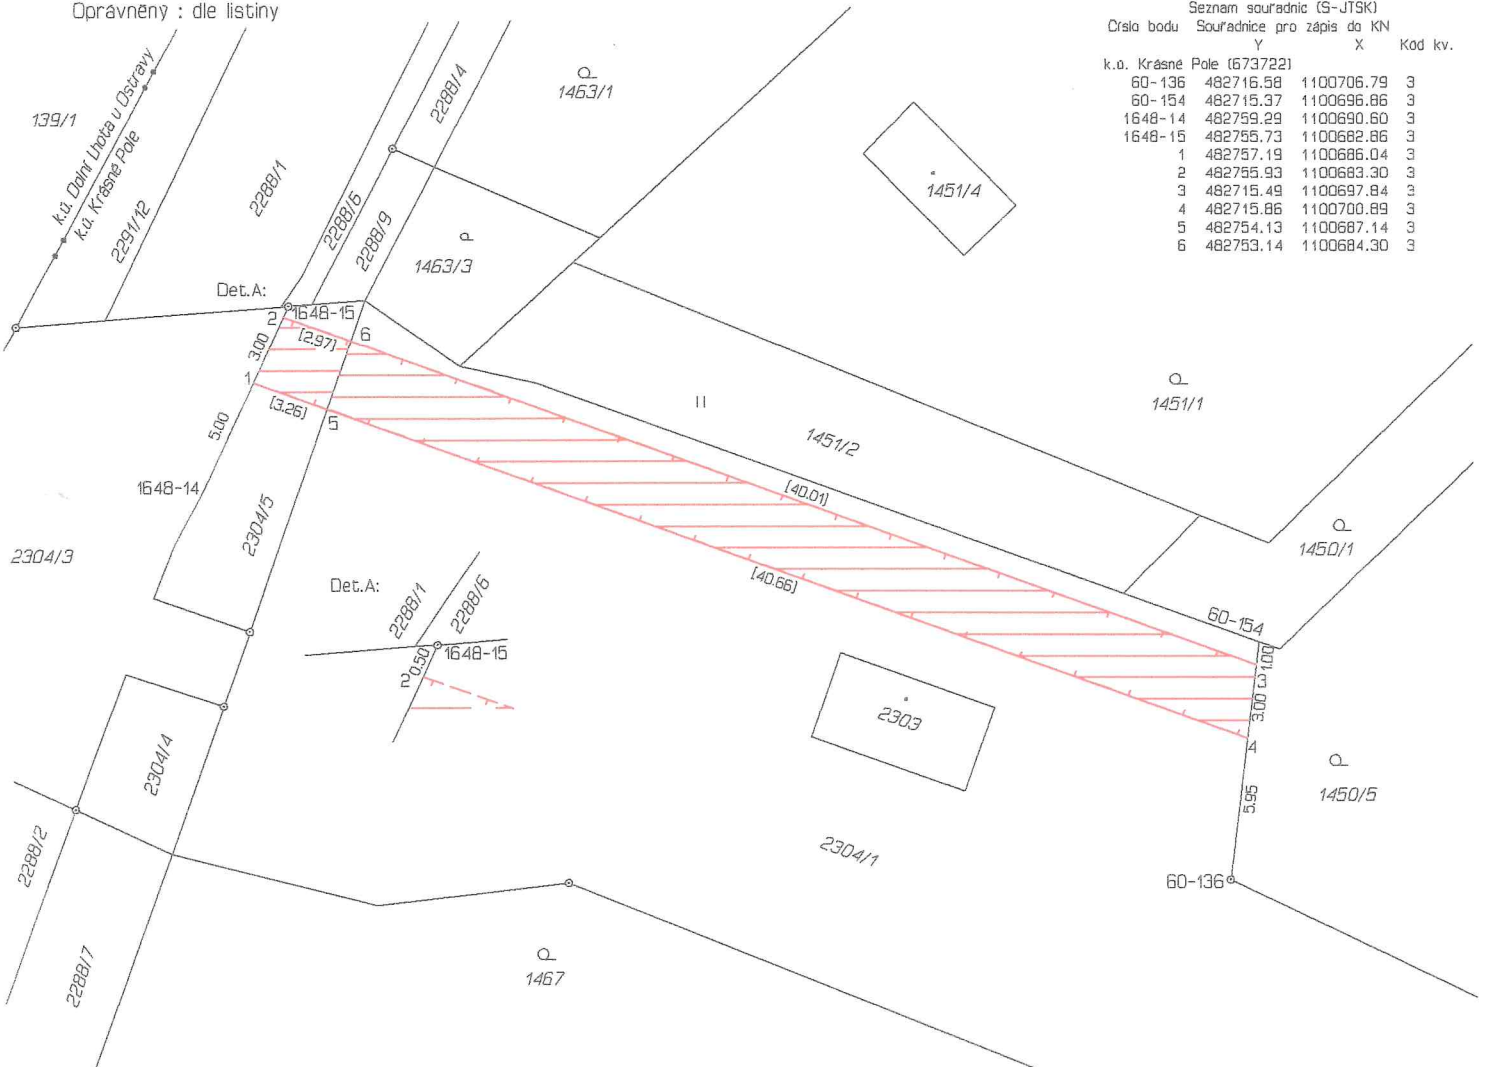 Oprávněný : dle listiny
Seznam souřadnic (S-JTSK)
Číslo bodu Souřadnice pro zápis do KN
Y X Kód kv.
k.ú. Krásné Pole (673722)
60-136 482716.58 1100706.79 3
60-154 482715.37 1100696.86 3
1648-14 482759.29 1100690.60 3
1648-15 482755.73 1100682.86 3
1 482757.19 1100686.04 3
2 482755.93 1100683.30 3
3 482715.49 1100697.84 3
4 482715.86 1100700.89 3
5 482754.13 1100687.14 3
6 482753.14 1100684.30 3
139/1
k.ú. Dolní Lhota u Ostravy
k.ú. Krásné Pole
2291/12
2288/1
2288/6
2288/4
2288/9
1463/1
1463/3
1451/4
Det.A:
1648-15
2
[2.97]
6
3.00
1
[3.26]
5
5.00
1648-14
2304/5
2304/3
1451/2
1451/1
[40.01]
[40.66]
1450/1
60-154
1.00
3
3.00
4
5.95
60-136
1450/5
Det.A:
2288/1
2288/6
1648-15
0.50
2
2303
2304/1
2304/4
2288/2
2288/7
1467